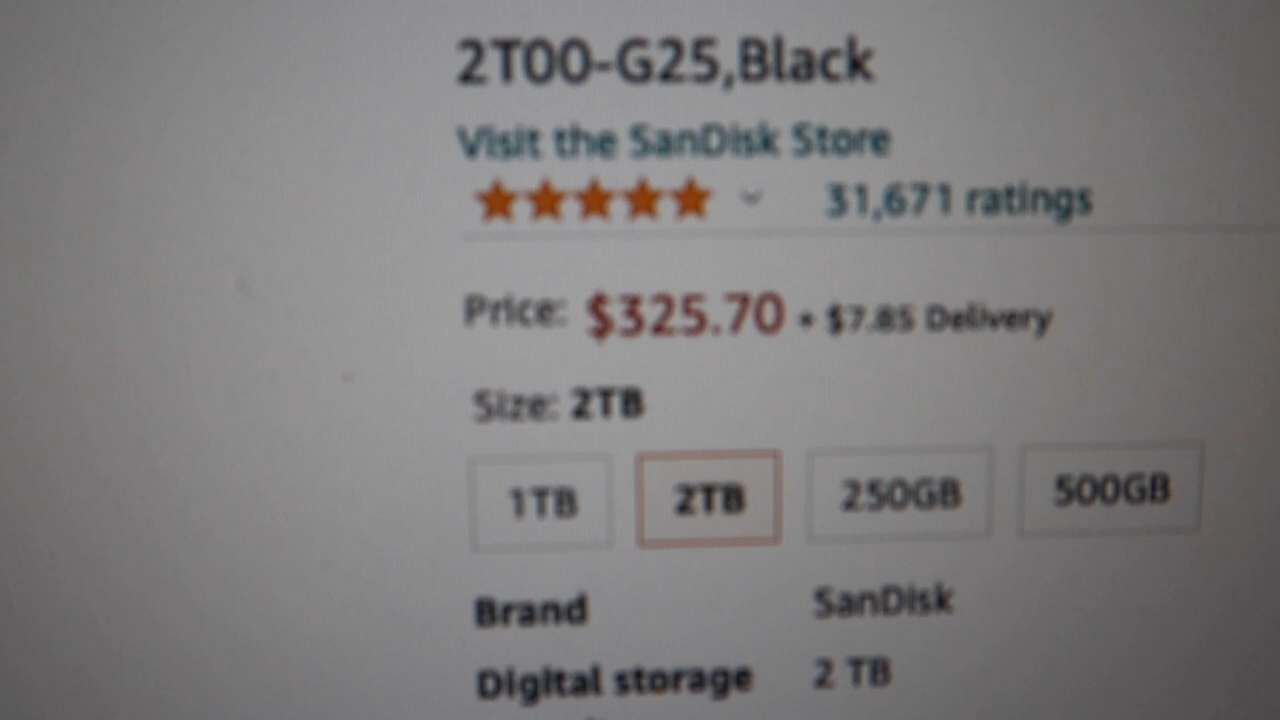 2T00-G25,Black
Visit the SanDisk Store
31,671 ratings
Price: $325.70 + $7.85 Delivery
Size: 2TB
1TB 2TB 250GB 500GB
Brand SanDisk
Digital storage 2 TB